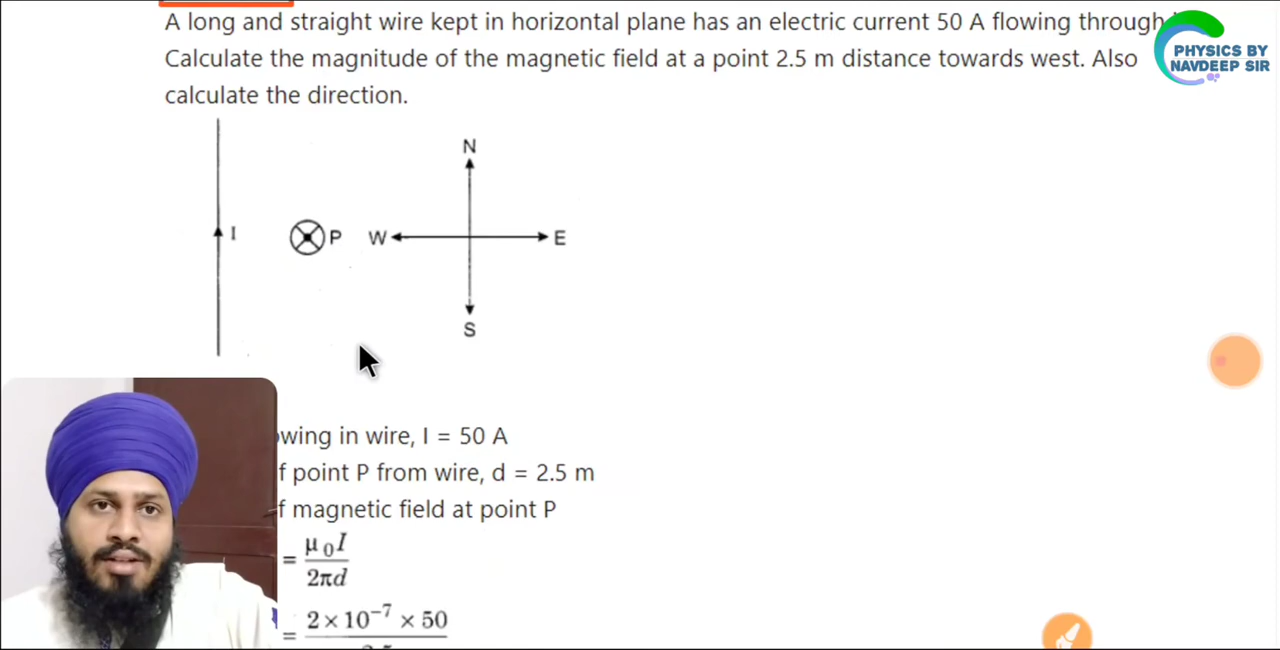 A long and straight wire kept in horizontal plane has an electric current 50 A flowing through
Calculate the magnitude of the magnetic field at a point 2.5 m distance towards west. Also
calculate the direction.
PHYSICS BY
NAVDEEP SIR
N
I
P
W
E
S
wing in wire, I = 50 A
f point P from wire, d = 2.5 m
f magnetic field at point P
= μ₀I / 2πd
= 2 × 10⁻⁷ × 50